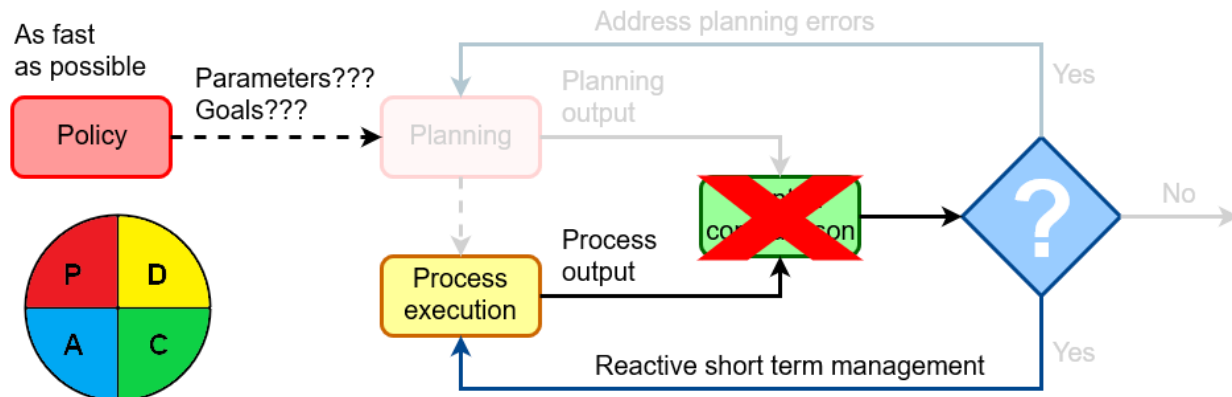 As fast
as possible
Policy
Parameters???
Goals???
Address planning errors
Planning
Planning
output
Yes
No
?
Process
output
Process
execution
Reactive short term management
Yes
P
D
A
C